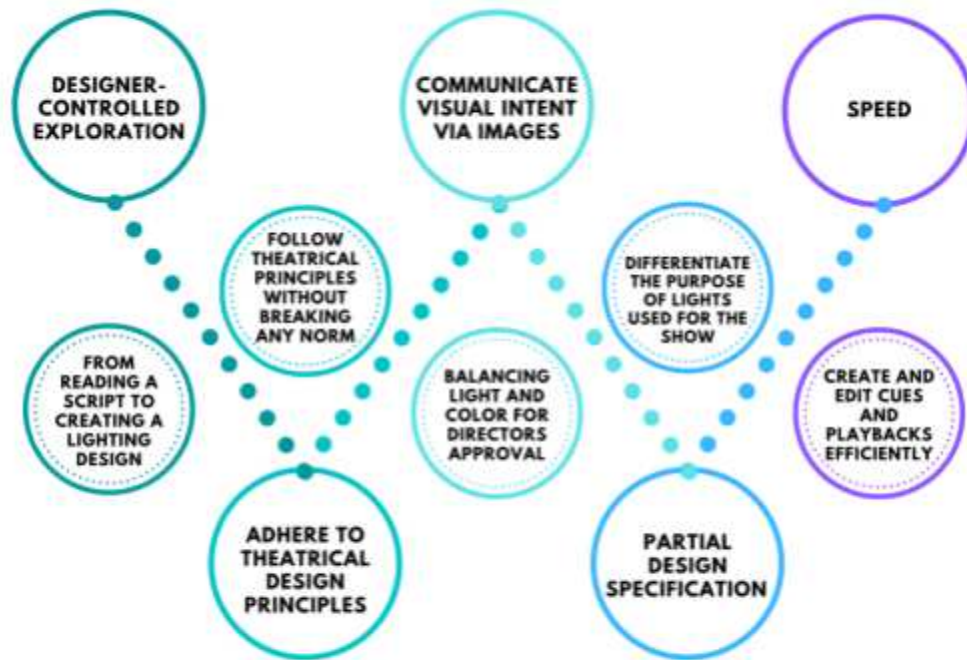 DESIGNER-
CONTROLLED
EXPLORATION
FROM
READING A
SCRIPT TO
CREATING A
LIGHTING
DESIGN
ADHERE TO
THEATRICAL
DESIGN
PRINCIPLES
FOLLOW
THEATRICAL
PRINCIPLES
WITHOUT
BREAKING
ANY NORM
COMMUNICATE
VISUAL INTENT
VIA IMAGES
BALANCING
LIGHT AND
COLOR FOR
DIRECTORS
APPROVAL
PARTIAL
DESIGN
SPECIFICATION
DIFFERENTIATE
THE PURPOSE
OF LIGHTS
USED FOR THE
SHOW
SPEED
CREATE AND
EDIT CUES
AND
PLAYBACKS
EFFICIENTLY